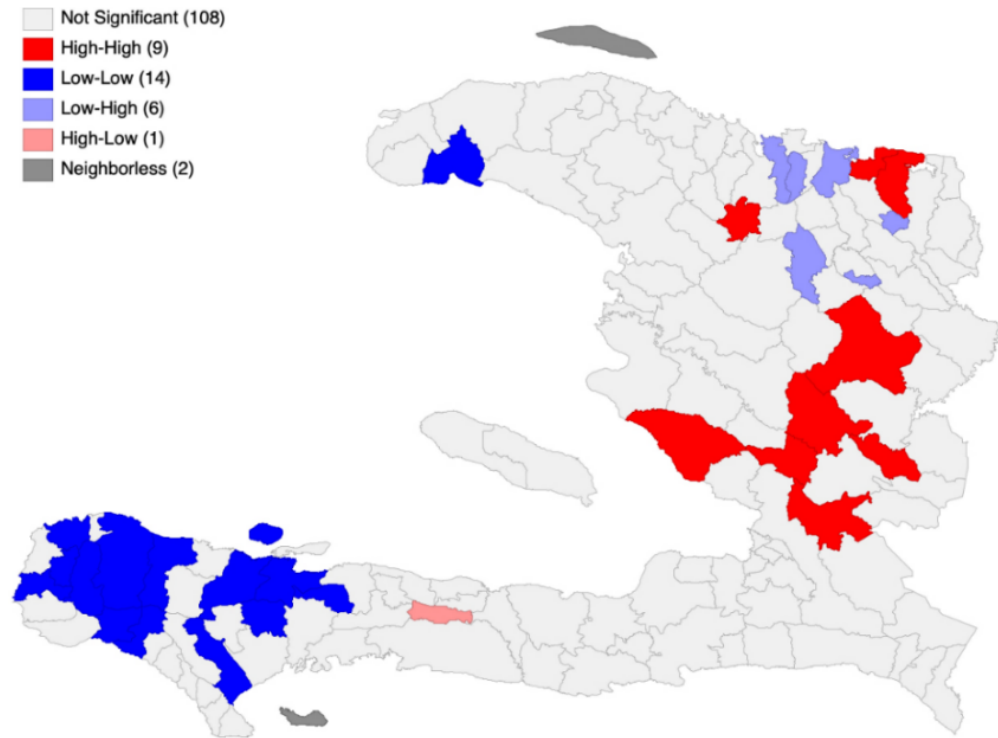 Not Significant (108)
High-High (9)
Low-Low (14)
Low-High (6)
High-Low (1)
Neighborless (2)